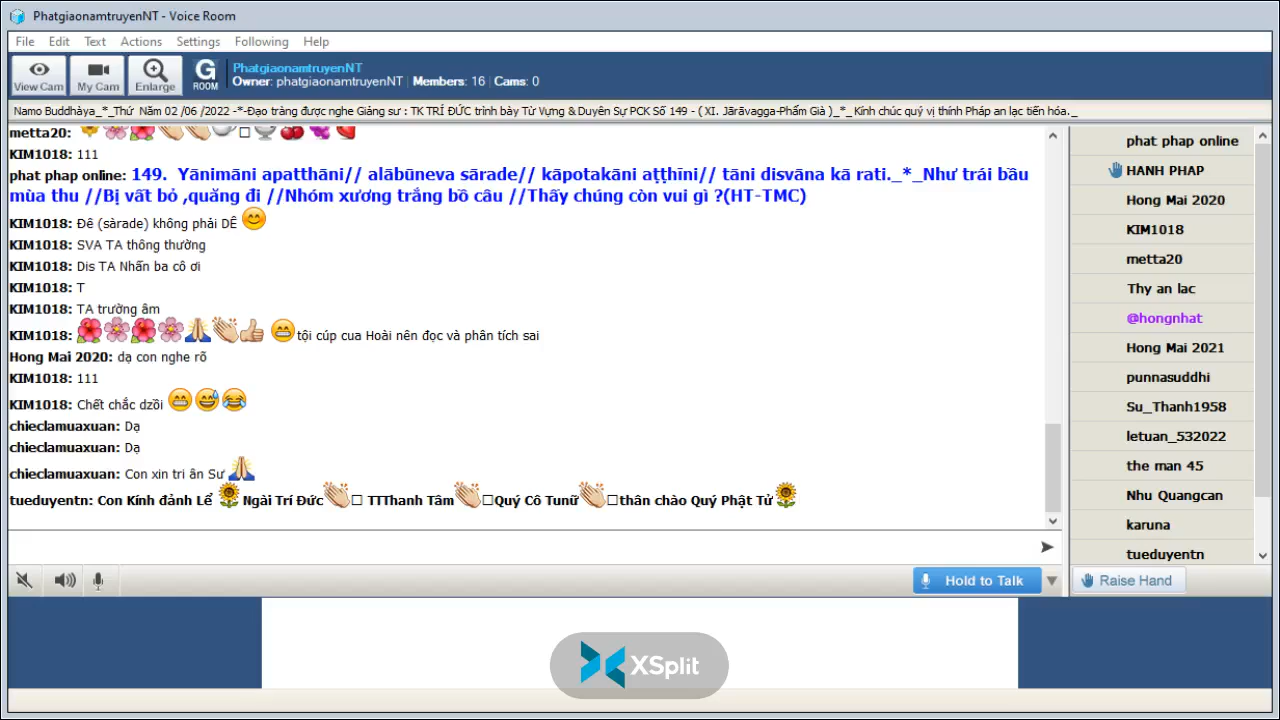 PhatgiaonamtruyenNT - Voice Room
File Edit Text Actions Settings Following Help
View Cam My Cam Enlarge G ROOM
PhatgiaonamtruyenNT
Owner: phatgiaonamtruyenNT | Members: 16 | Cams: 0
Namo Buddhàya_*_Thứ Năm 02 /06 /2022 -*-Đạo tràng được nghe Giảng sư : TK TRÍ ĐỨC trình bày Từ Vựng & Duyên Sự PCK Số 149 - ( XI. Jārāvagga-Phẩm Già )_*_ Kính chúc quý vị thính Pháp an lạc tiến hóa._
metta20:
KIM1018: 111
phat phap online: 149. Yānimāni apatthāni// alābūneva sārade// kāpotakāni aṭṭhīni// tāni disvāna kā rati._*_Như trái bầu
mùa thu //Bị vất bỏ ,quăng đi //Nhóm xương trắng bồ câu //Thấy chúng còn vui gì ?(HT-TMC)
KIM1018: Đê (sàrade) không phải DÊ 😊
KIM1018: SVA TA thông thường
KIM1018: Dis TA Nhấn ba cô ơi
KIM1018: T
KIM1018: TA trường âm
KIM1018: 🌺🌸🌺🌸🙏👏👍 😁 tội cúp cua Hoài nên đọc và phân tích sai
Hong Mai 2020: dạ con nghe rõ
KIM1018: 111
KIM1018: Chết chắc dzồi 😁😅😂
chieclamuaxuan: Dạ
chieclamuaxuan: Dạ
chieclamuaxuan: Con xin tri ân Sư 🙏
tueduyentn: Con Kính đảnh Lể 🌻Ngài Trí Đức👏□ TTThanh Tâm👏□Quý Cô Tunữ👏□thân chào Quý Phật Tử🌻
Hold to Talk
phat phap online
HANH PHAP
Hong Mai 2020
KIM1018
metta20
Thy an lac
@hongnhat
Hong Mai 2021
punnasuddhi
Su_Thanh1958
letuan_532022
the man 45
Nhu Quangcan
karuna
tueduyentn
Raise Hand
XSplit